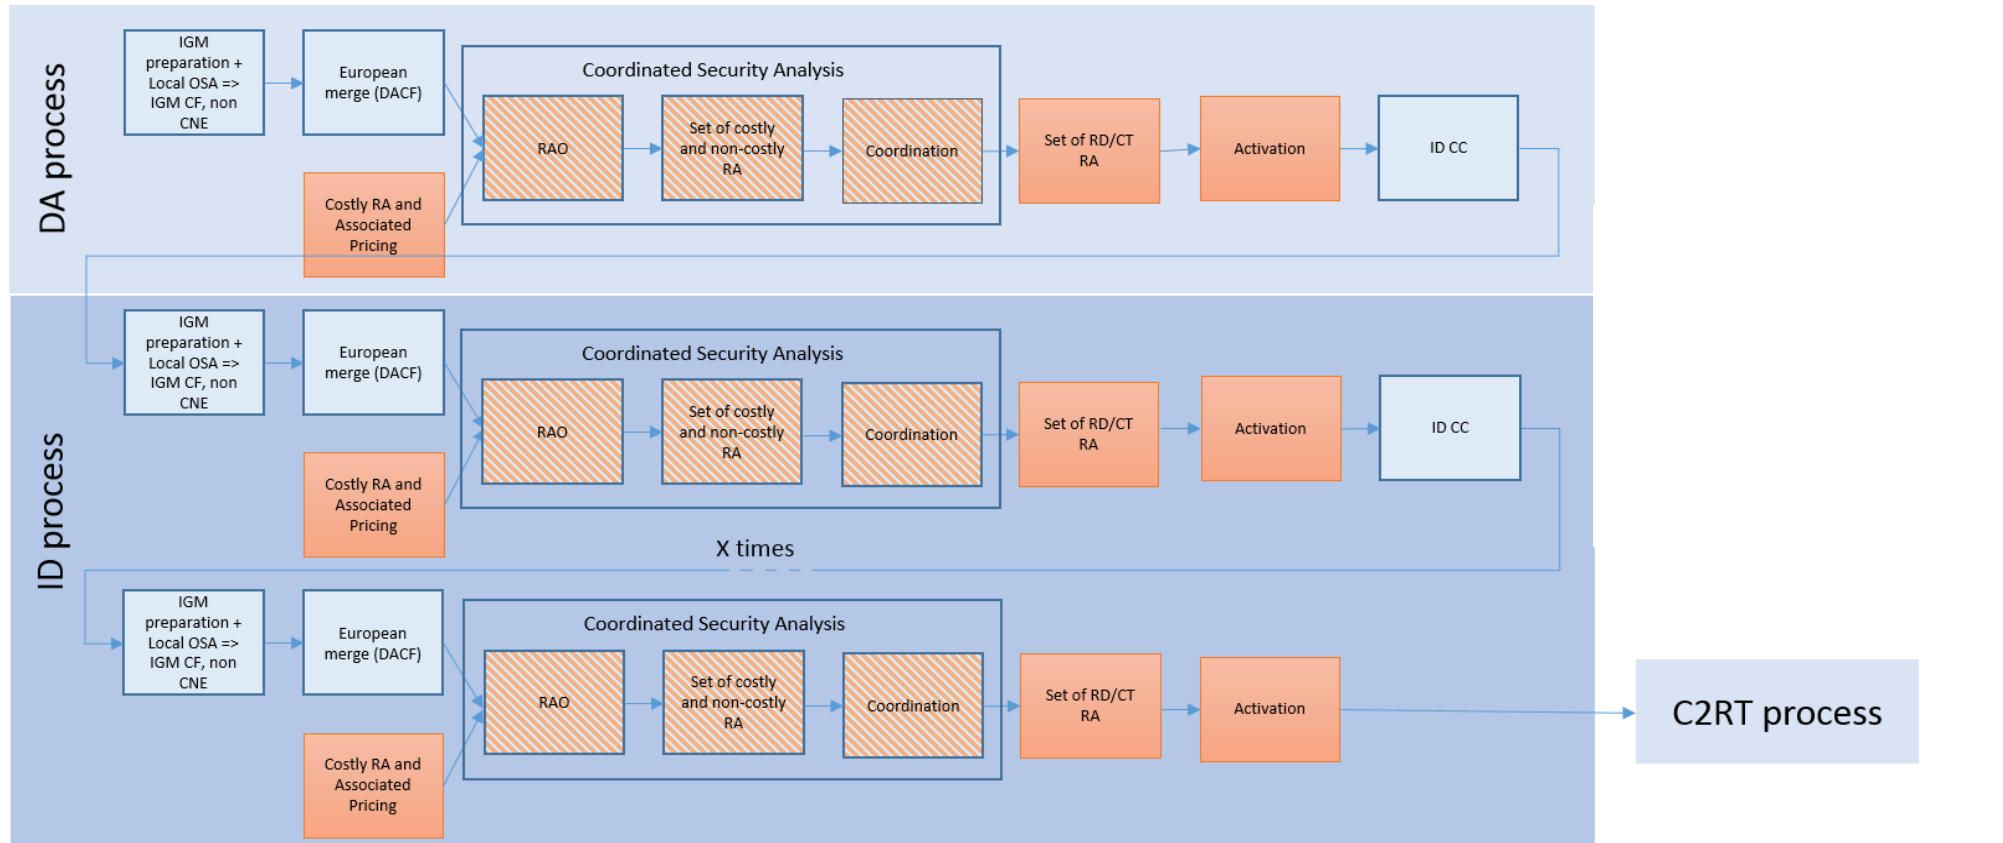 DA process
IGM
preparation +
Local OSA =>
IGM CF, non
CNE
European
merge (DACF)
Costly RA and
Associated
Pricing
Coordinated Security Analysis
RAO
Set of costly
and non-costly
RA
Coordination
Set of RD/CT
RA
Activation
ID CC
ID process
IGM
preparation +
Local OSA =>
IGM CF, non
CNE
European
merge (DACF)
Costly RA and
Associated
Pricing
Coordinated Security Analysis
RAO
Set of costly
and non-costly
RA
Coordination
Set of RD/CT
RA
Activation
ID CC
X times
IGM
preparation +
Local OSA =>
IGM CF, non
CNE
European
merge (DACF)
Costly RA and
Associated
Pricing
Coordinated Security Analysis
RAO
Set of costly
and non-costly
RA
Coordination
Set of RD/CT
RA
Activation
C2RT process